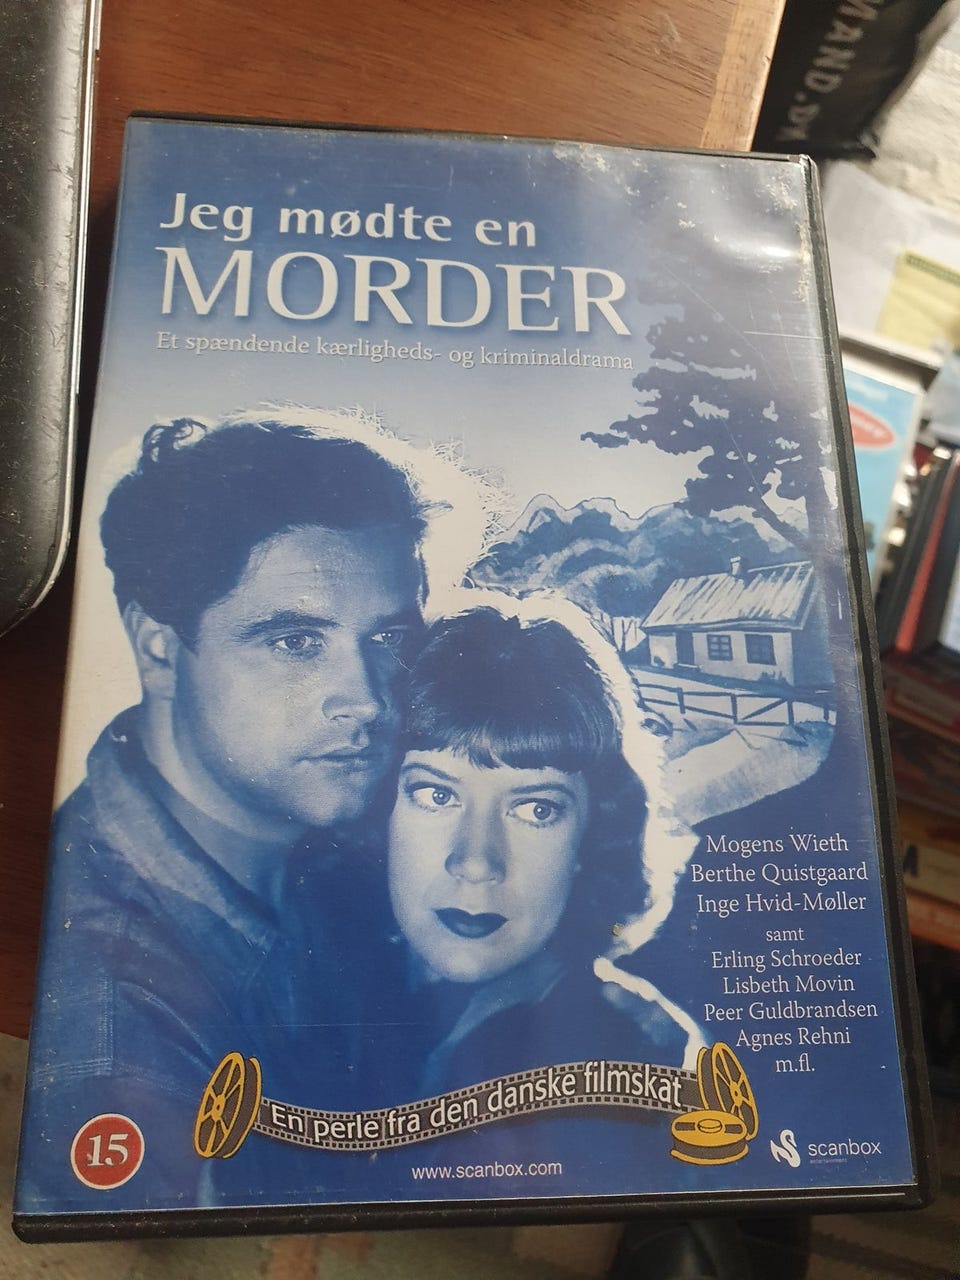 Jeg mødte en
MORDER
Et spændende kærligheds- og kriminaldrama
Mogens Wieth
Berthe Quistgaard
Inge Hvid-Møller
samt
Erling Schroeder
Lisbeth Movin
Peer Guldbrandsen
Agnes Rehni
m.fl.
En perle fra den danske filmskat
15
www.scanbox.com
scanbox
entertainment